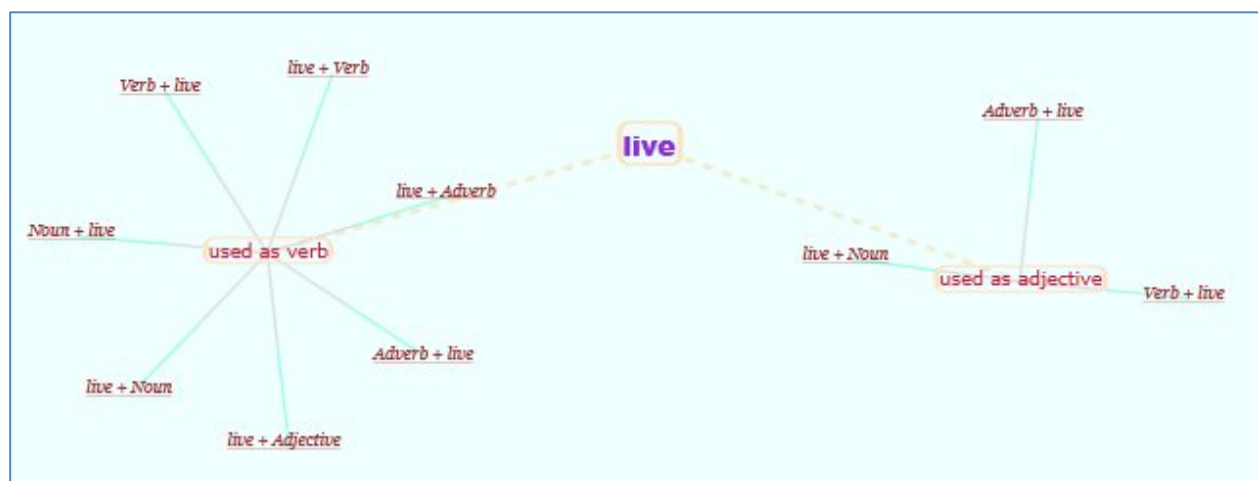 live + Verb
Verb + live
Adverb + live
live
live + Adverb
Noun + live
used as verb
live + Noun
used as adjective
Verb + live
Adverb + live
live + Noun
live + Adjective